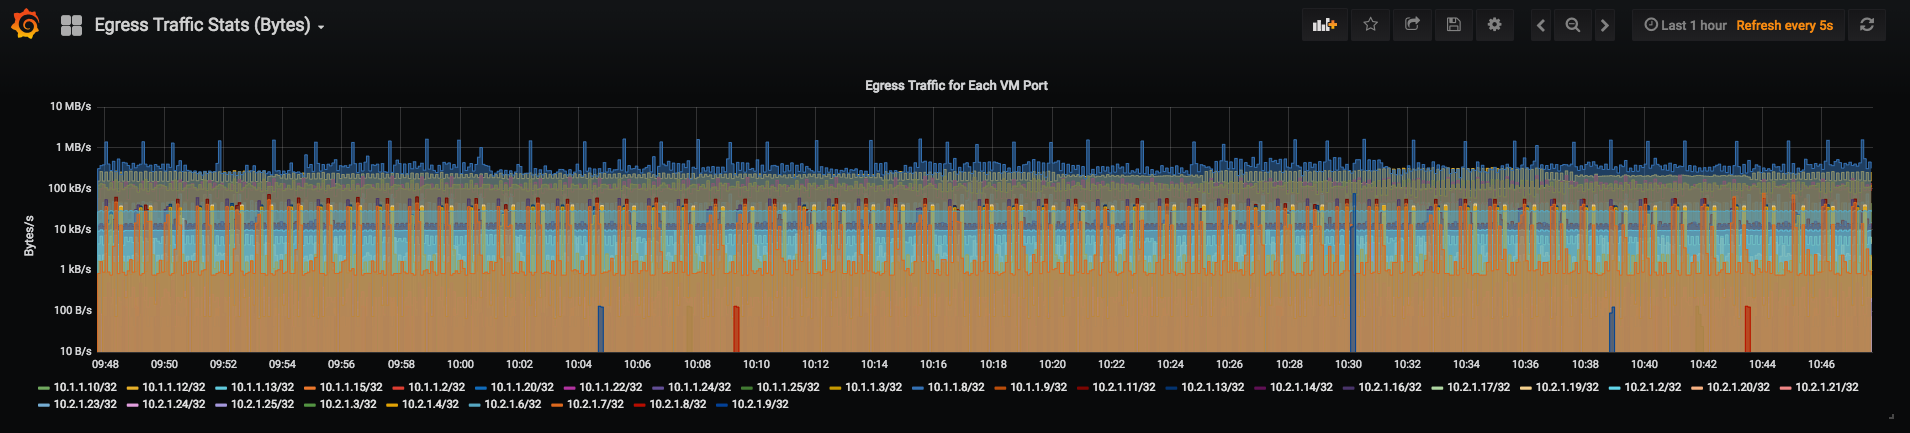 Egress Traffic Stats (Bytes)
Last 1 hour Refresh every 5s
Egress Traffic for Each VM Port
10 MB/s
1 MB/s
100 kB/s
10 kB/s
1 kB/s
100 B/s
10 B/s
Bytes/s
09:48 09:50 09:52 09:54 09:56 09:58 10:00 10:02 10:04 10:06 10:08 10:10 10:12 10:14 10:16 10:18 10:20 10:22 10:24 10:26 10:28 10:30 10:32 10:34 10:36 10:38 10:40 10:42 10:44 10:46
10.1.1.10/32 10.1.1.12/32 10.1.1.13/32 10.1.1.15/32 10.1.1.2/32 10.1.1.20/32 10.1.1.22/32 10.1.1.24/32 10.1.1.25/32 10.1.1.3/32 10.1.1.8/32 10.1.1.9/32 10.2.1.11/32 10.2.1.13/32 10.2.1.14/32 10.2.1.16/32 10.2.1.17/32 10.2.1.19/32 10.2.1.2/32 10.2.1.20/32 10.2.1.21/32
10.2.1.23/32 10.2.1.24/32 10.2.1.25/32 10.2.1.3/32 10.2.1.4/32 10.2.1.6/32 10.2.1.7/32 10.2.1.8/32 10.2.1.9/32